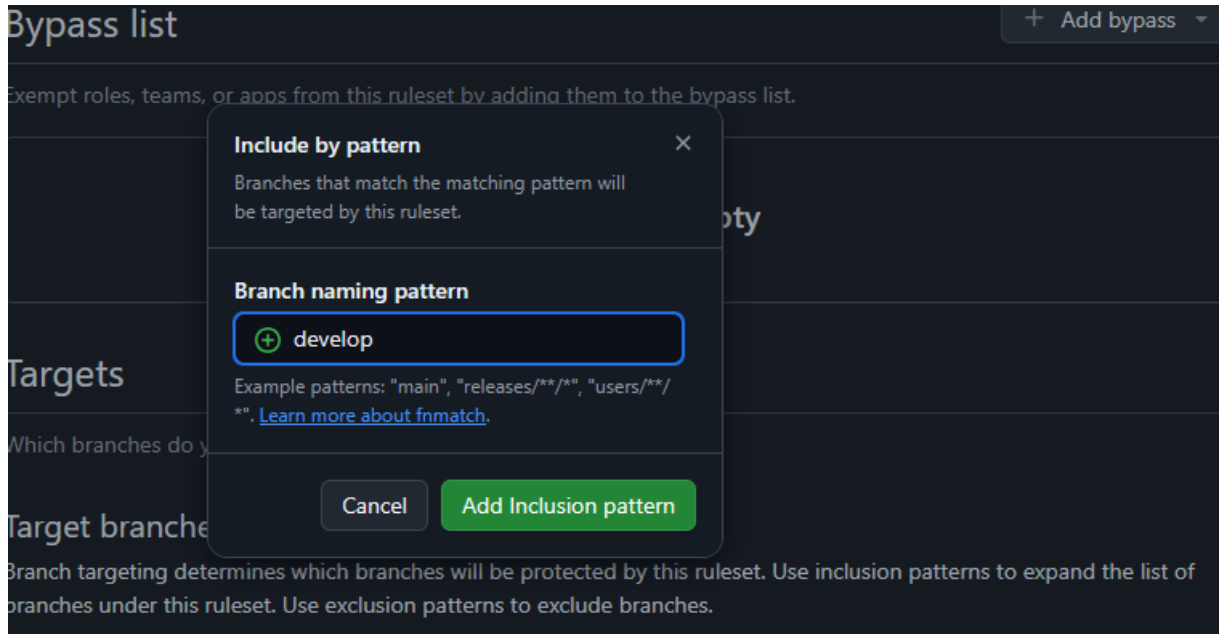 Bypass list
+ Add bypass
Exempt roles, teams, or apps from this ruleset by adding them to the bypass list.
Include by pattern
Branches that match the matching pattern will
be targeted by this ruleset.
Branch naming pattern
develop
Example patterns: "main", "releases/**/*", "users/**/
*". Learn more about fnmatch.
Cancel
Add Inclusion pattern
Targets
Which branches do
Target branche
Branch targeting determines which branches will be protected by this ruleset. Use inclusion patterns to expand the list of
branches under this ruleset. Use exclusion patterns to exclude branches.